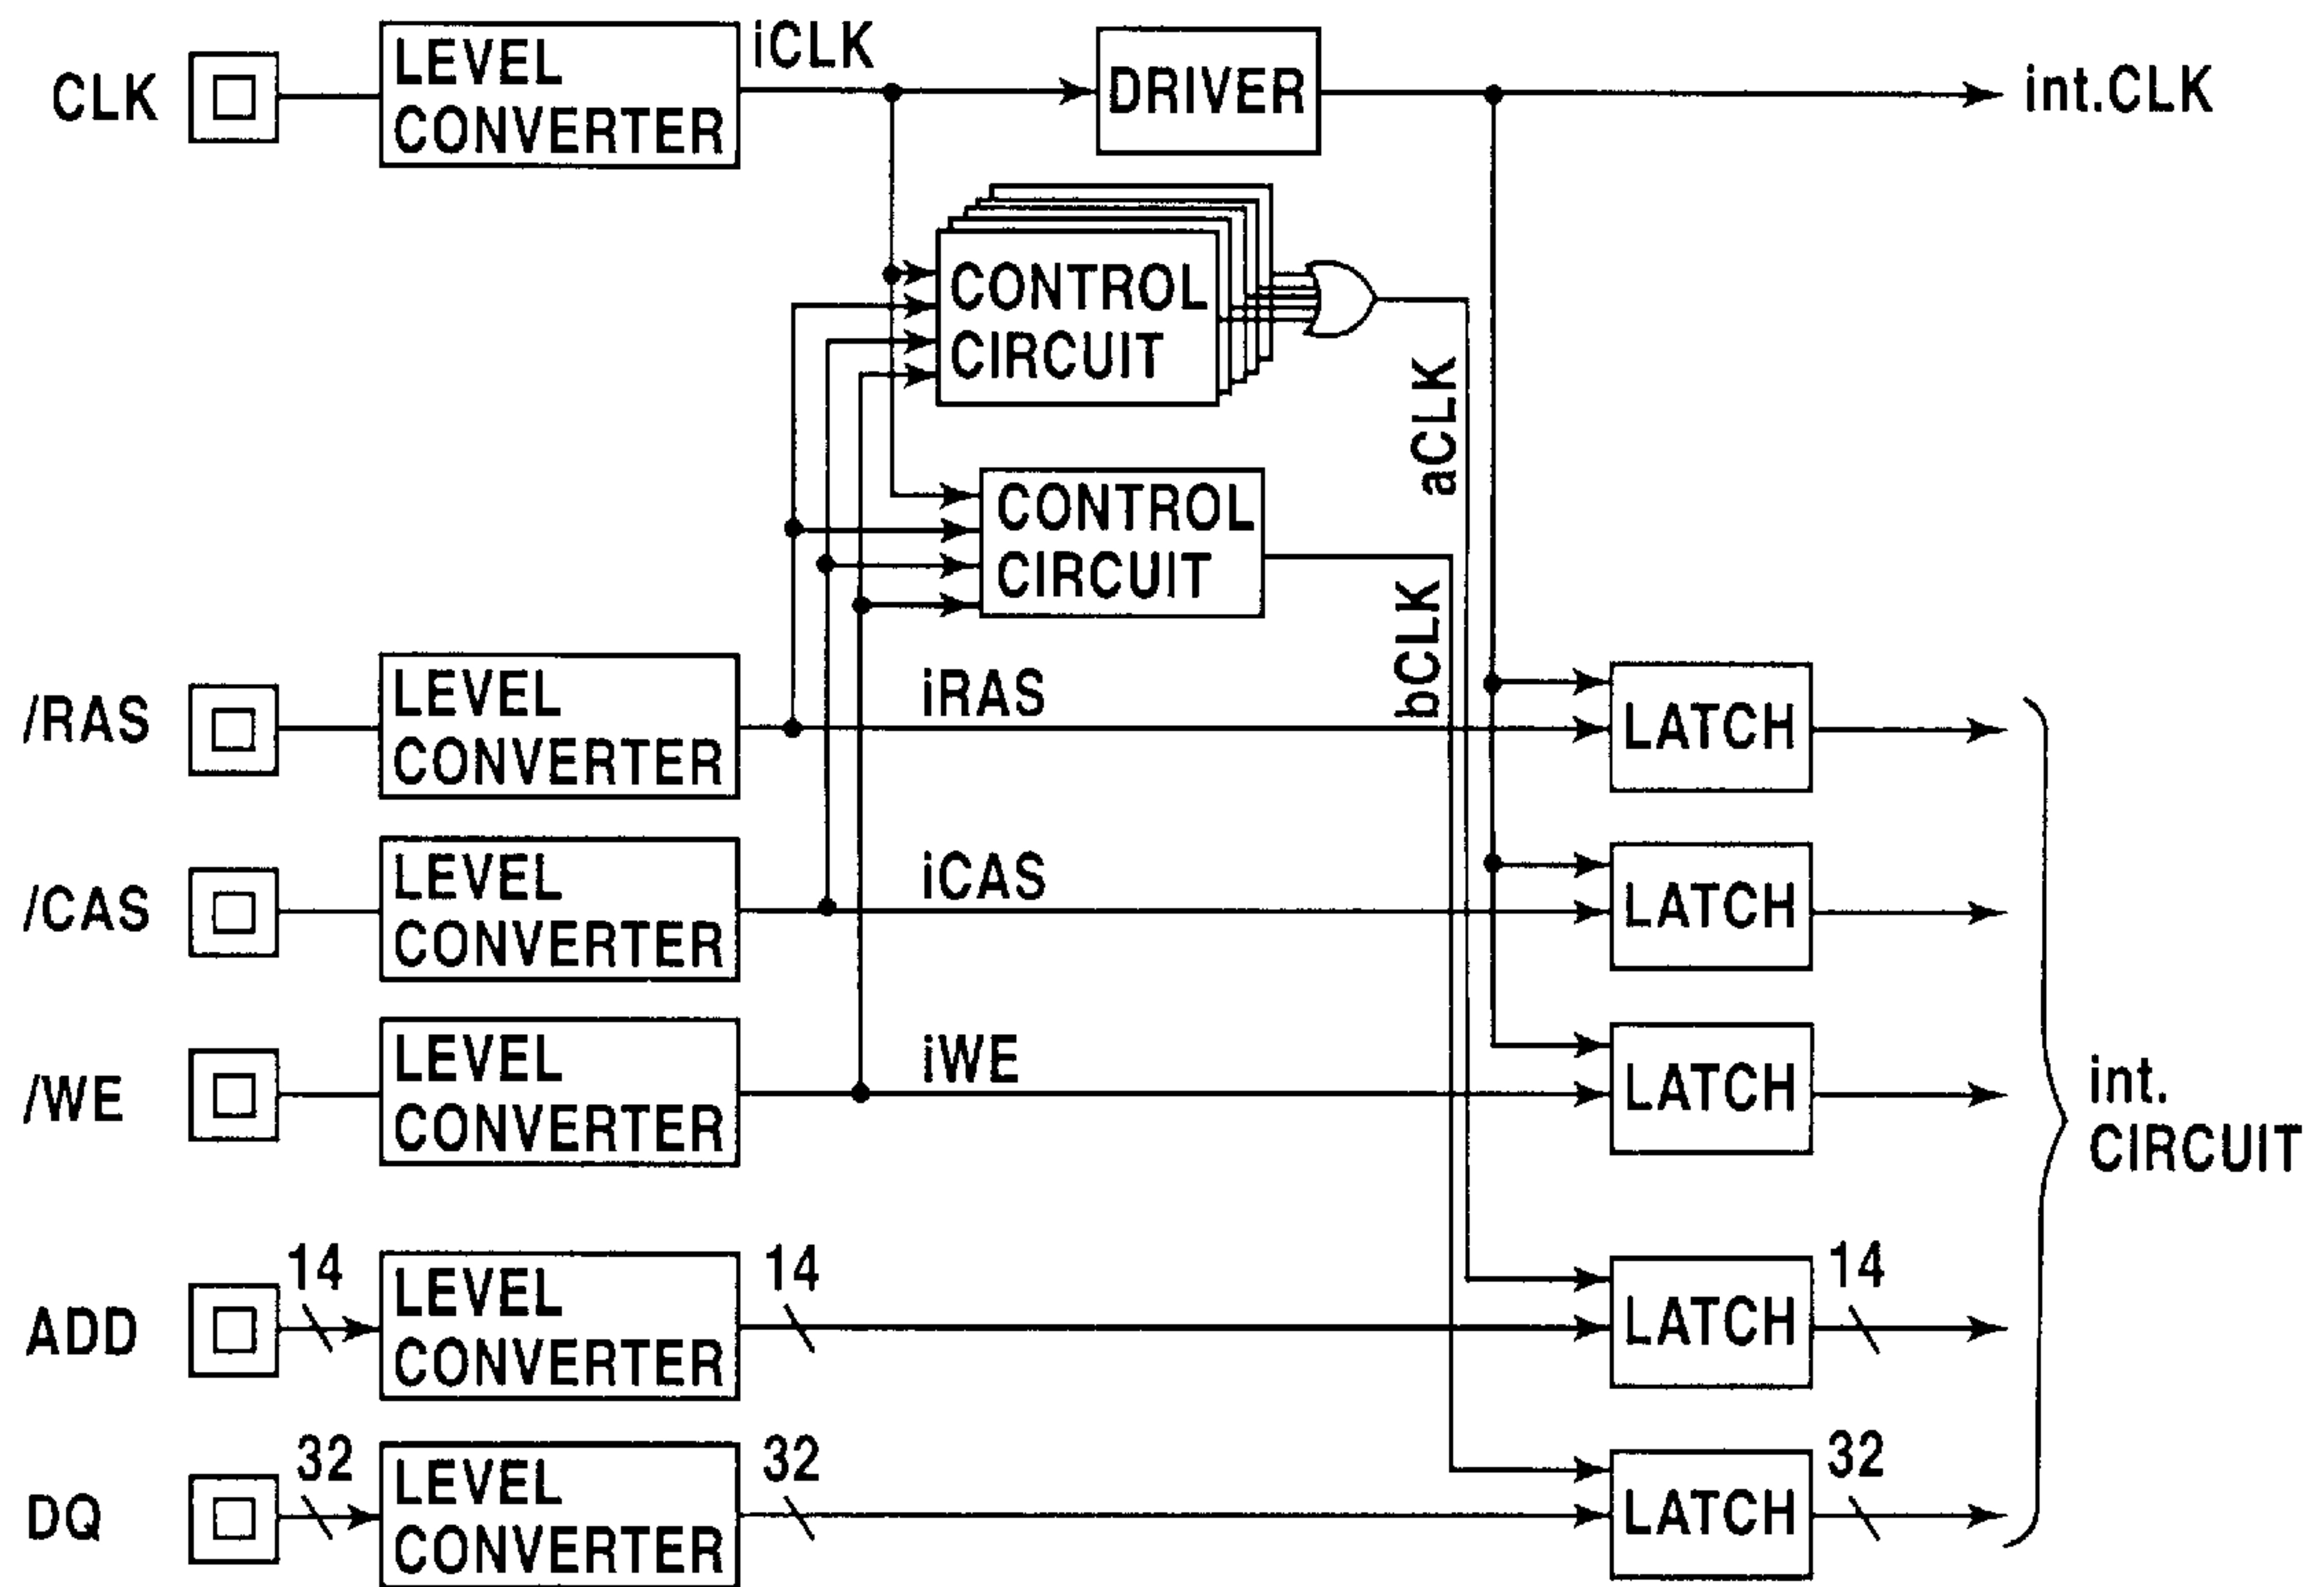 CLK
LEVEL
CONVERTER
iCLK
DRIVER
int.CLK
CONTROL
CIRCUIT
aCLK
CONTROL
CIRCUIT
bCLK
/RAS
LEVEL
CONVERTER
iRAS
LATCH
/CAS
LEVEL
CONVERTER
iCAS
LATCH
/WE
LEVEL
CONVERTER
iWE
LATCH
int.
CIRCUIT
ADD
14
LEVEL
CONVERTER
14
LATCH
14
DQ
32
LEVEL
CONVERTER
32
LATCH
32